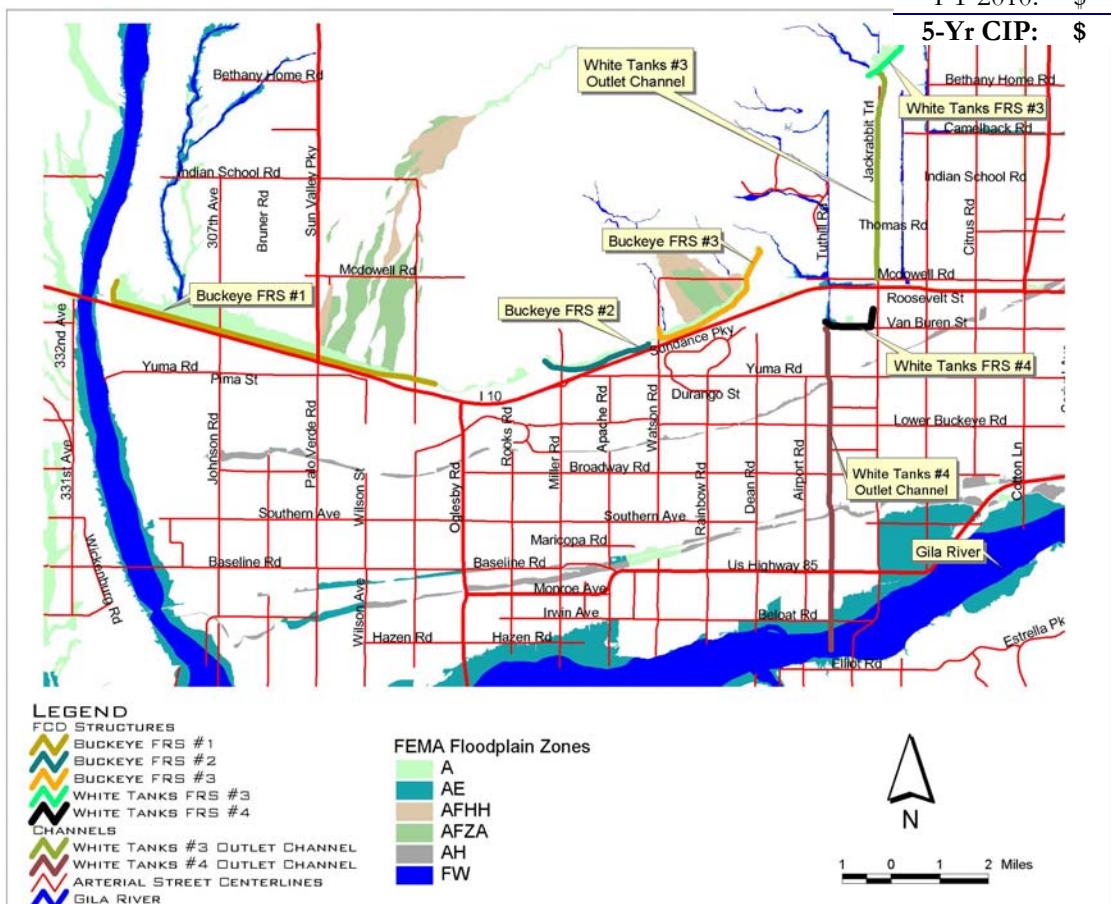 5-Yr CIP: $
Bethany Home Rd
White Tanks #3
Outlet Channel
Bethany Home Rd
White Tanks FRS #3
Camelback Rd
Jackrabbit Trl
Indian School Rd
Indian School Rd
307th Ave
Bruner Rd
Sun Valley Pky
Tuthill Rd
Thomas Rd
Citrus Rd
Buckeye FRS #3
Mcdowell Rd
Mcdowell Rd
Buckeye FRS #1
Roosevelt St
Buckeye FRS #2
Van Buren St
332nd Ave
Sundance Pky
White Tanks FRS #4
Yuma Rd
Pima St
Yuma Rd
I 10
Durango St
Lower Buckeye Rd
331st Ave
Johnson Rd
Palo Verde Rd
Wilson St
Oglesby Rd
Rooks Rd
Miller Rd
Apache Rd
Watson Rd
Broadway Rd
Rainbow Rd
Dean Rd
Airport Rd
White Tanks #4
Outlet Channel
Cotton Ln
Southern Ave
Southern Ave
Maricopa Rd
Gila River
Wickenburg Rd
Baseline Rd
Baseline Rd
Us Highway 85
Monroe Ave
Wilson Ave
Irwin Ave
Beloat Rd
Hazen Rd
Hazen Rd
Estrella Pk
Elliot Rd
LEGEND
FCD STRUCTURES
BUCKEYE FRS #1
BUCKEYE FRS #2
BUCKEYE FRS #3
WHITE TANKS FRS #3
WHITE TANKS FRS #4
CHANNELS
WHITE TANKS #3 OUTLET CHANNEL
WHITE TANKS #4 OUTLET CHANNEL
ARTERIAL STREET CENTERLINES
GILA RIVER
FEMA Floodplain Zones
A
AE
AFHH
AFZA
AH
FW
N
1 0 1 2 Miles